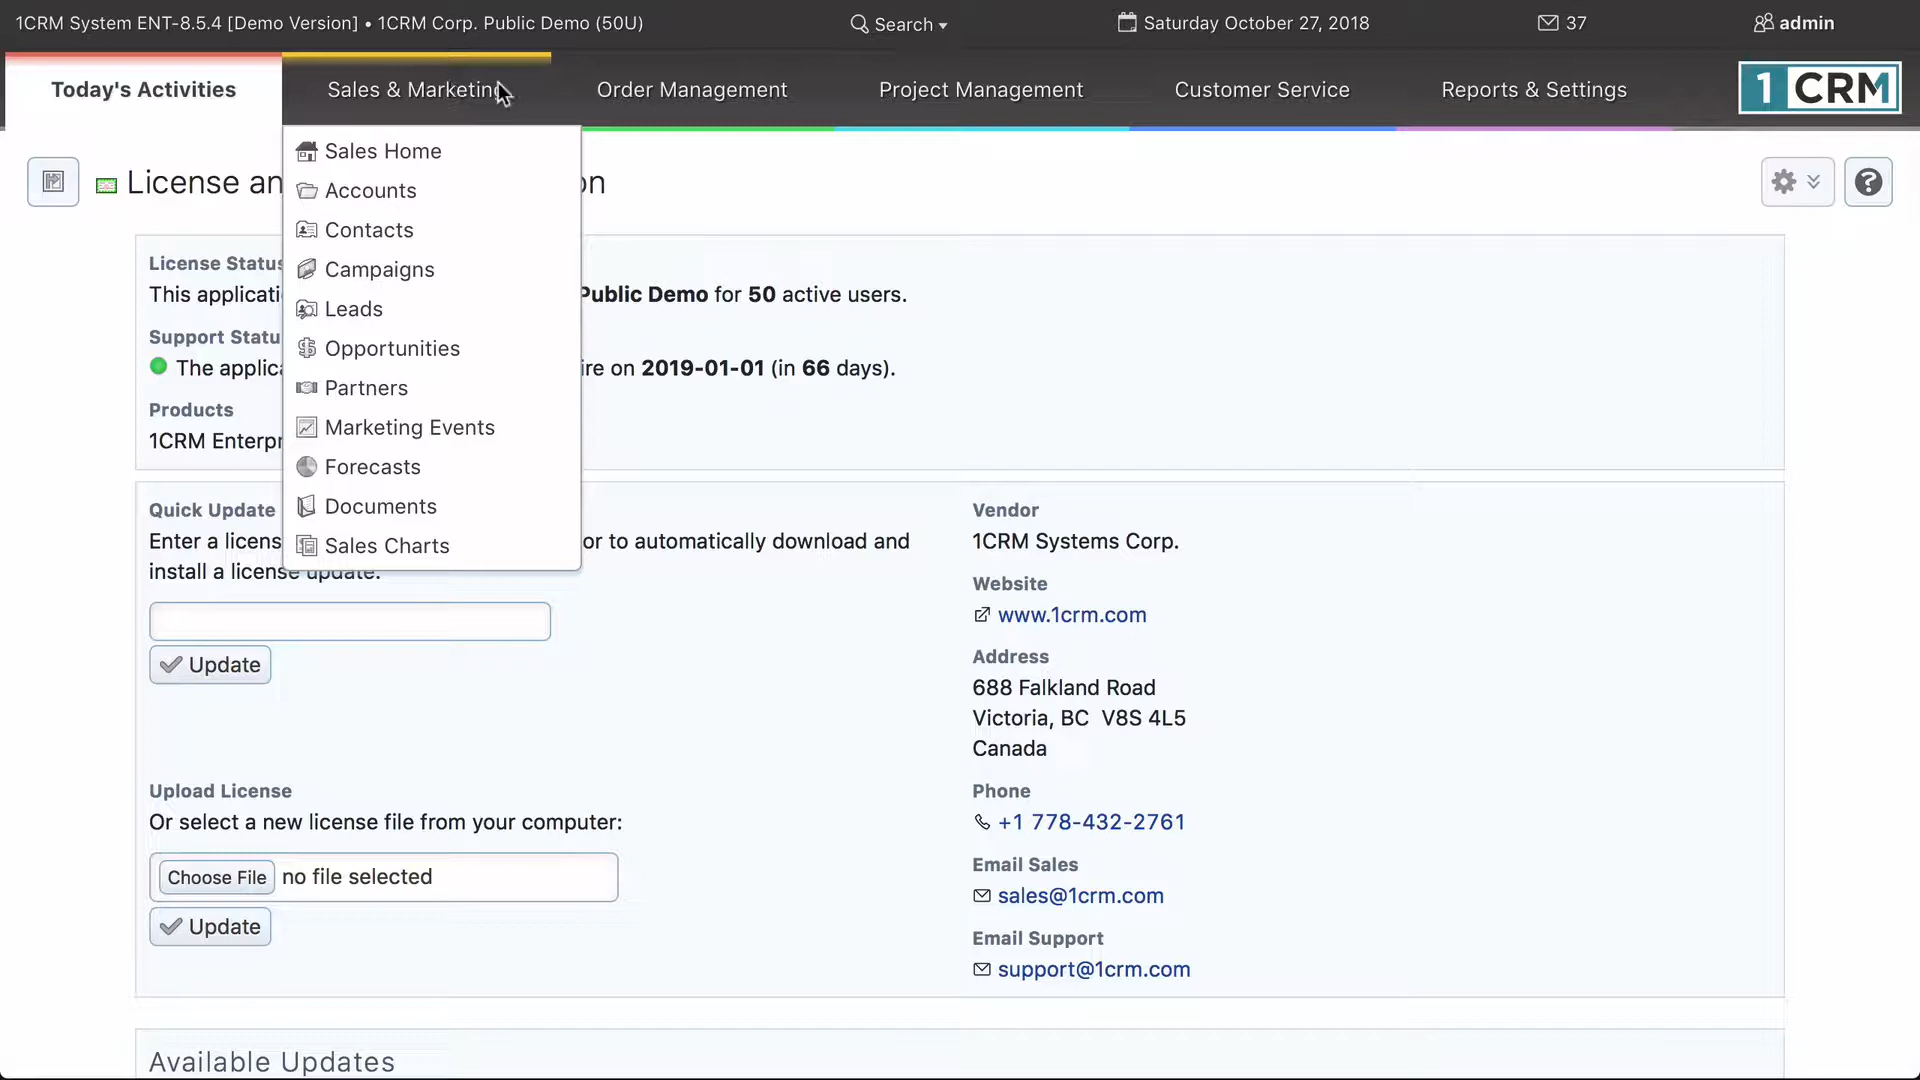 1CRM System ENT-8.5.4 [Demo Version] • 1CRM Corp. Public Demo (50U)
Search
Saturday October 27, 2018
37
admin
Today's Activities
Sales & Marketing
Order Management
Project Management
Customer Service
Reports & Settings
1 CRM
License an
on
Sales Home
Accounts
Contacts
Campaigns
Leads
Opportunities
Partners
Marketing Events
Forecasts
Documents
Sales Charts
License Status
This applicati Public Demo for 50 active users.
Support Statu
The applica ire on 2019-01-01 (in 66 days).
Products
1CRM Enterpr
Quick Update
Enter a licens or to automatically download and
install a license update.
Update
Upload License
Or select a new license file from your computer:
Choose File no file selected
Update
Vendor
1CRM Systems Corp.
Website
www.1crm.com
Address
688 Falkland Road
Victoria, BC V8S 4L5
Canada
Phone
+1 778-432-2761
Email Sales
sales@1crm.com
Email Support
support@1crm.com
Available Updates